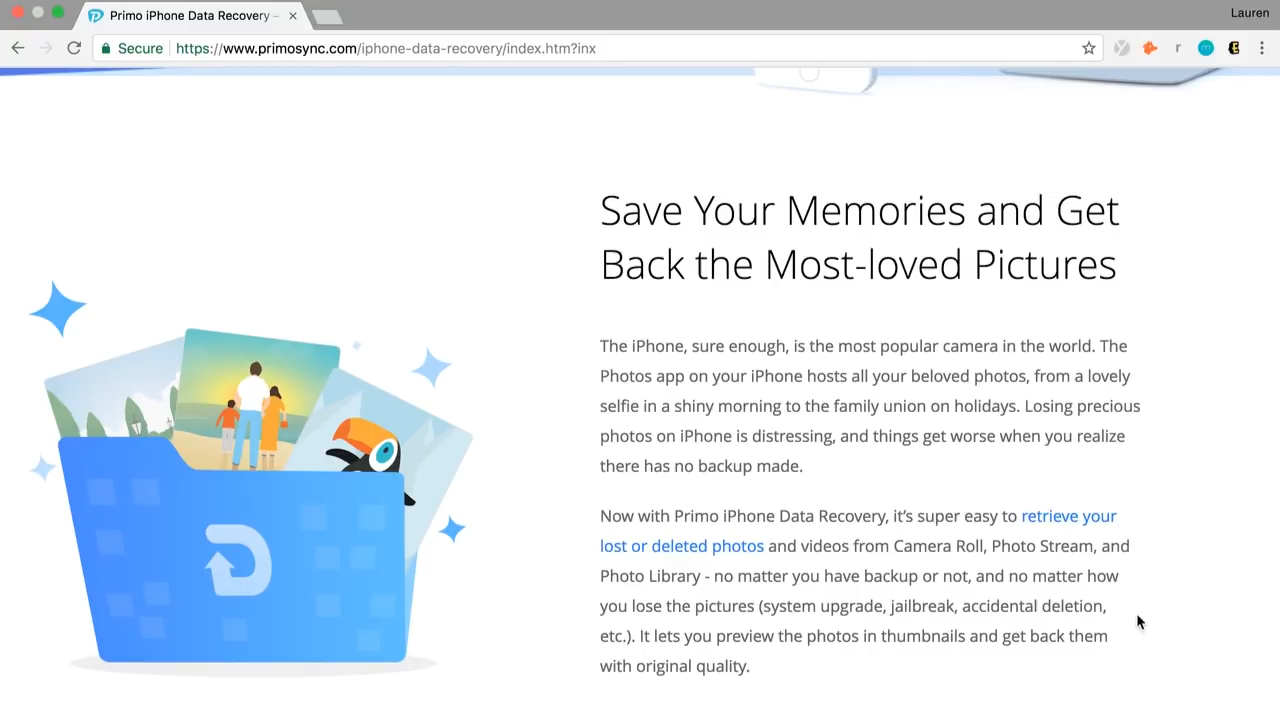 Primo iPhone Data Recovery –
Lauren
Secure https://www.primosync.com/iphone-data-recovery/index.htm?inx
Save Your Memories and Get
Back the Most-loved Pictures
The iPhone, sure enough, is the most popular camera in the world. The
Photos app on your iPhone hosts all your beloved photos, from a lovely
selfie in a shiny morning to the family union on holidays. Losing precious
photos on iPhone is distressing, and things get worse when you realize
there has no backup made.
Now with Primo iPhone Data Recovery, it’s super easy to retrieve your
lost or deleted photos and videos from Camera Roll, Photo Stream, and
Photo Library - no matter you have backup or not, and no matter how
you lose the pictures (system upgrade, jailbreak, accidental deletion,
etc.). It lets you preview the photos in thumbnails and get back them
with original quality.